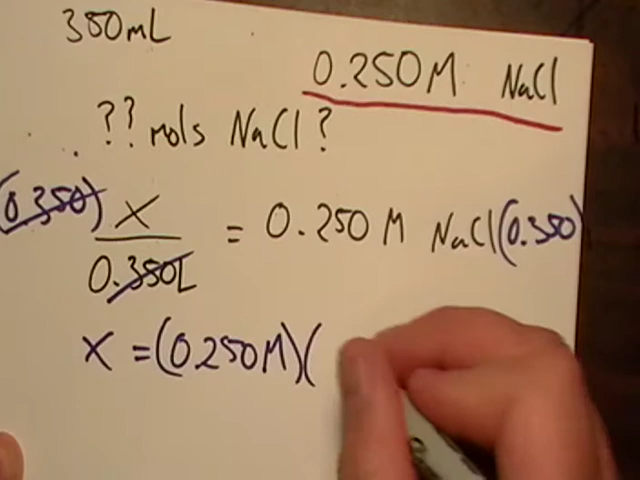 350mL
0.250M NaCl
?? mols NaCl?
(0.350) X / 0.350L = 0.250 M NaCl (0.350)
X = (0.250M)(